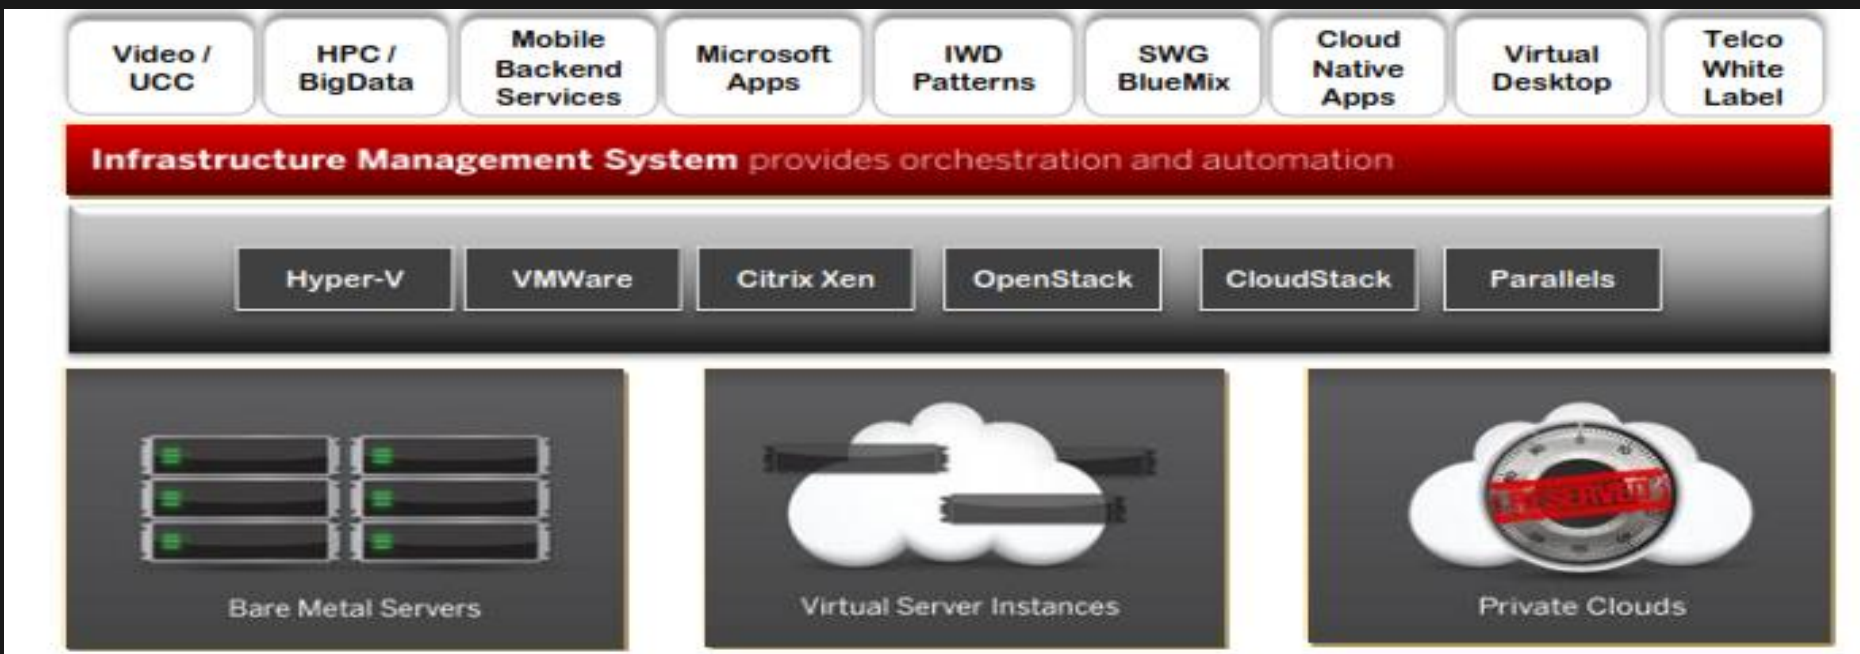 Video /
UCC
HPC /
BigData
Mobile
Backend
Services
Microsoft
Apps
IWD
Patterns
SWG
BlueMix
Cloud
Native
Apps
Virtual
Desktop
Telco
White
Label
Infrastructure Management System provides orchestration and automation
Hyper-V
VMWare
Citrix Xen
OpenStack
CloudStack
Parallels
Bare Metal Servers
Virtual Server Instances
Private Clouds